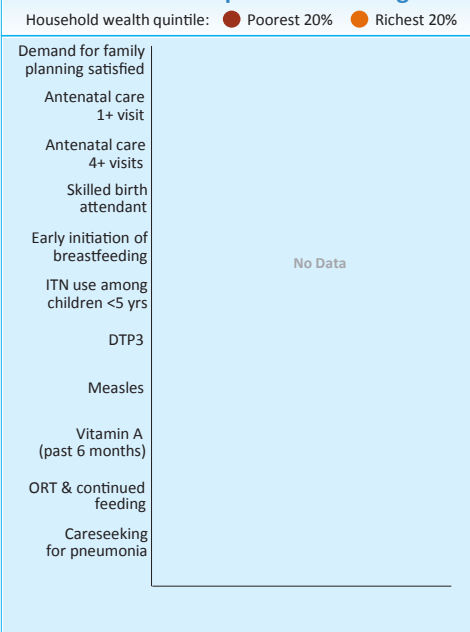 Household wealth quintile: Poorest 20% Richest 20%
Demand for family
planning satisfied
Antenatal care
1+ visit
Antenatal care
4+ visits
Skilled birth
attendant
Early initiation of
breastfeeding
No Data
ITN use among
children <5 yrs
DTP3
Measles
Vitamin A
(past 6 months)
ORT & continued
feeding
Careseeking
for pneumonia